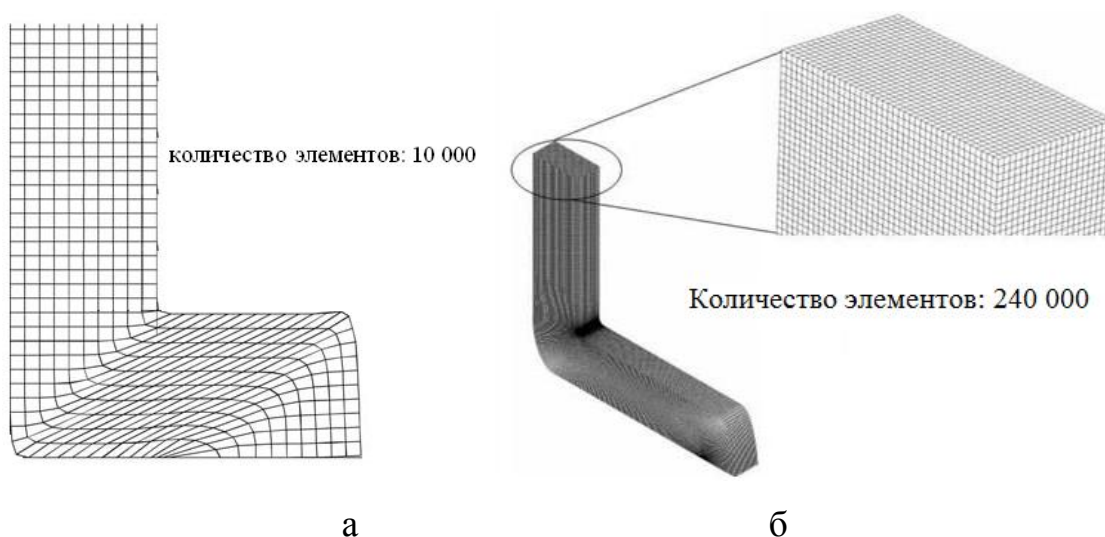 количество элементов: 10 000
Количество элементов: 240 000
а
б